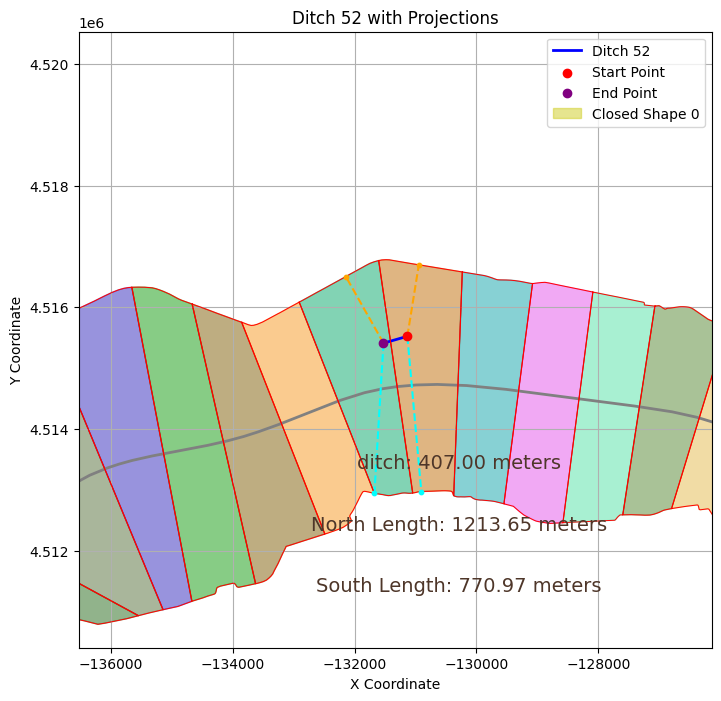 Ditch 52 with Projections
1e6
Ditch 52
Start Point
End Point
Closed Shape 0
4.520
4.518
4.516
4.514
4.512
Y Coordinate
ditch: 407.00 meters
North Length: 1213.65 meters
South Length: 770.97 meters
−136000 −134000 −132000 −130000 −128000
X Coordinate